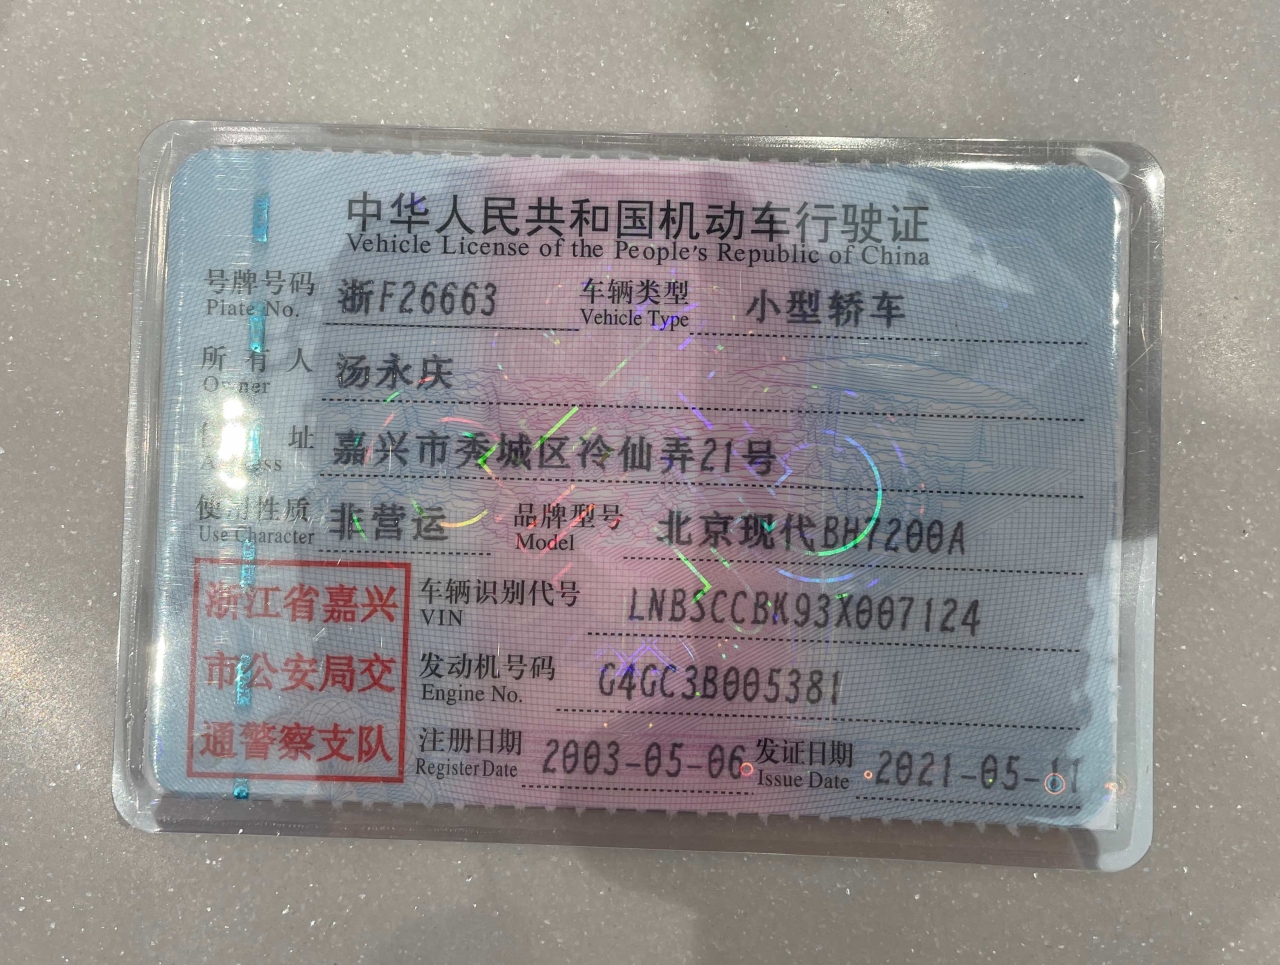 中华人民共和国机动车行驶证
Vehicle License of the People's Republic of China
号牌号码 浙F26663 车辆类型 小型轿车
Plate No. Vehicle Type
所有人 汤永庆
Owner
住址 嘉兴市秀城区冷仙弄21号
Address
使用性质 非营运 品牌型号 北京现代BH7200A
Use Character Model
浙江省嘉兴
市公安局交
通警察支队
车辆识别代号 LNBSCCBK93X007124
VIN
发动机号码 G4GC3B005381
Engine No.
注册日期 2003-05-06 发证日期 2021-05-11
Register Date Issue Date